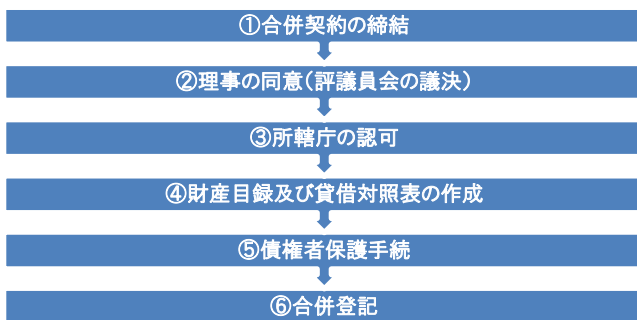 ①合併契約の締結
②理事の同意(評議員会の議決)
③所轄庁の認可
④財産目録及び貸借対照表の作成
⑤債権者保護手続
⑥合併登記